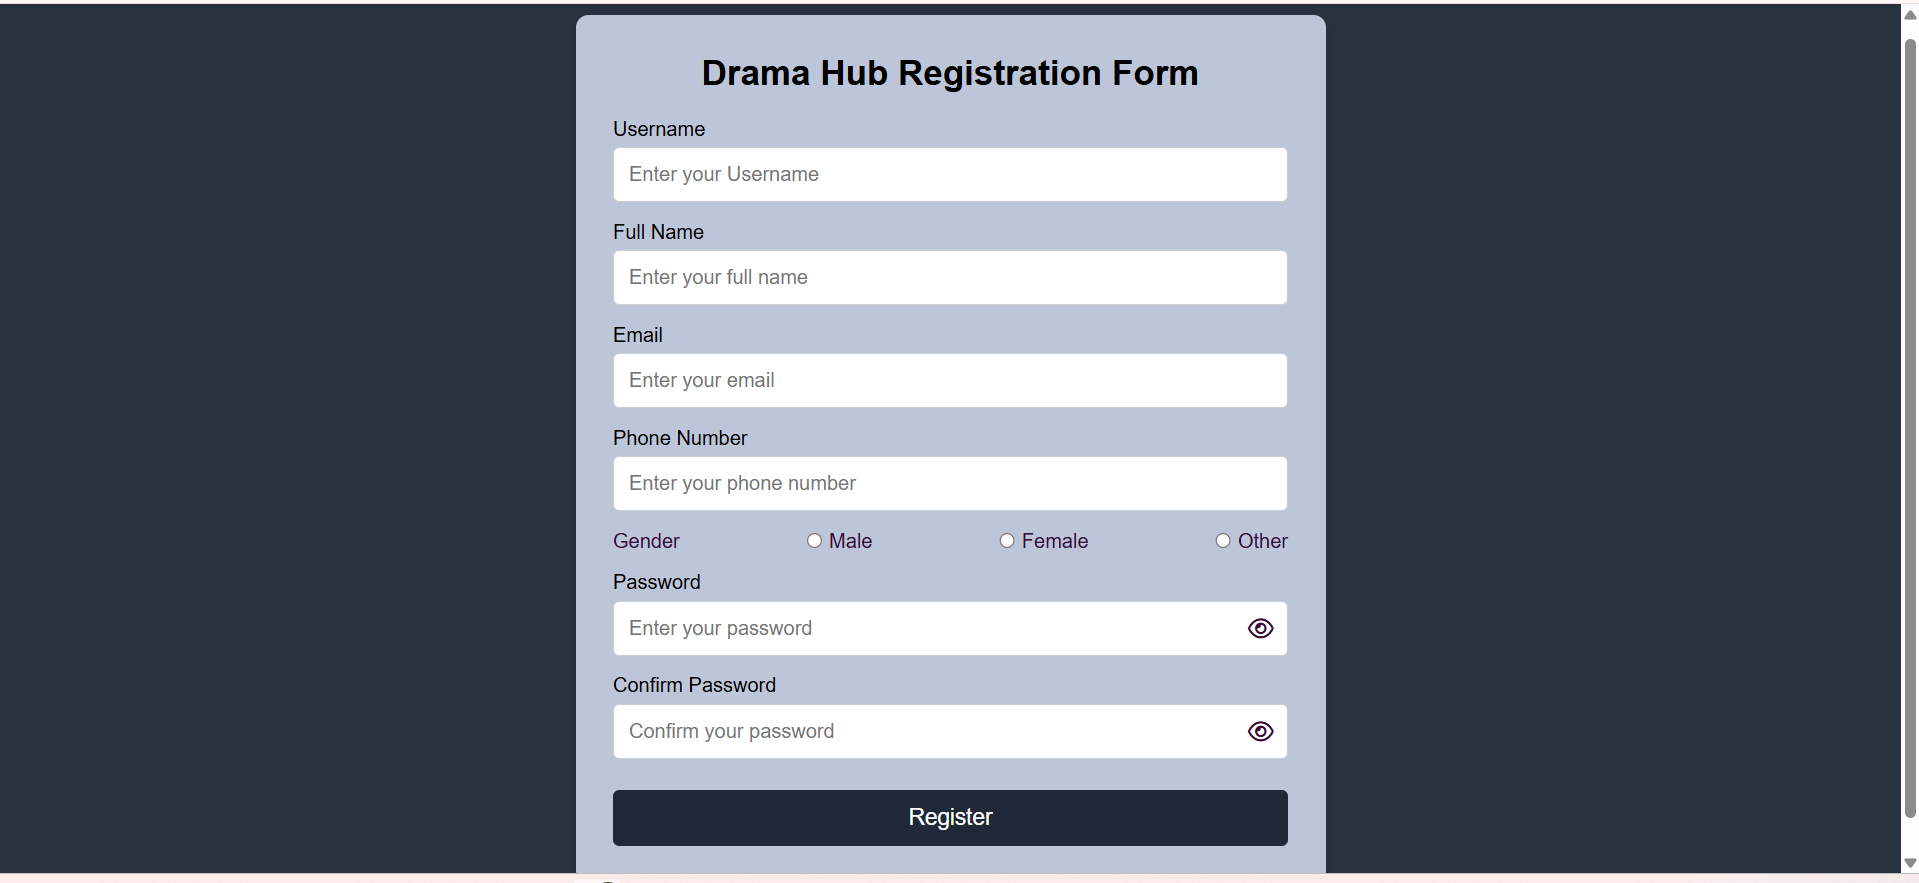 Drama Hub Registration Form
Username
Enter your Username
Full Name
Enter your full name
Email
Enter your email
Phone Number
Enter your phone number
Gender Male Female Other
Password
Enter your password
Confirm Password
Confirm your password
Register